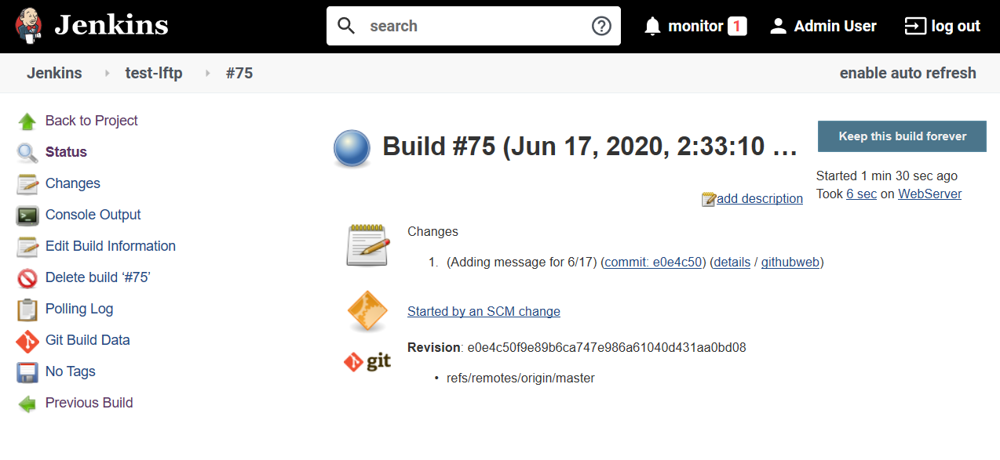 Jenkins
search
monitor 1
Admin User
log out
Jenkins
test-lftp
#75
enable auto refresh
Back to Project
Status
Changes
Console Output
Edit Build Information
Delete build ‘#75’
Polling Log
Git Build Data
No Tags
Previous Build
Build #75 (Jun 17, 2020, 2:33:10 ...
Keep this build forever
Started 1 min 30 sec ago
Took 6 sec on WebServer
add description
Changes
1. (Adding message for 6/17) (commit: e0e4c50) (details / githubweb)
Started by an SCM change
git
Revision: e0e4c50f9e89b6ca747e986a61040d431aa0bd08
• refs/remotes/origin/master